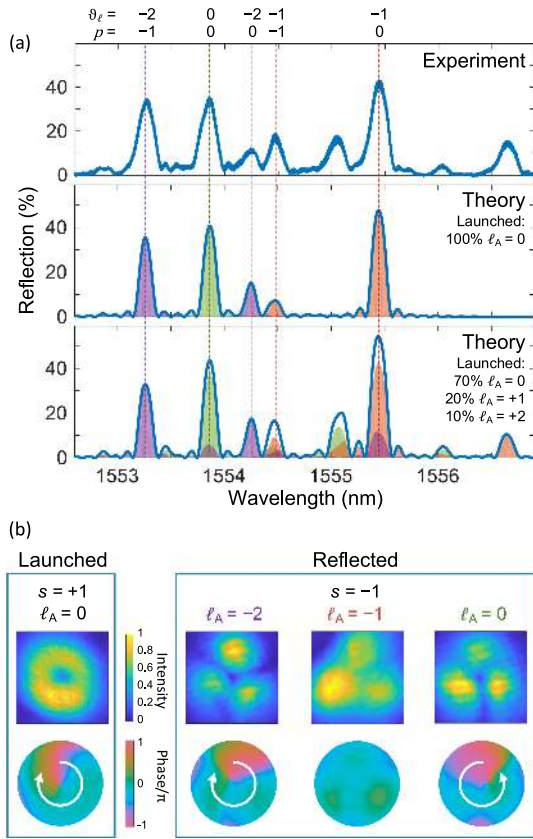 ϑℓ = −2 0 −2 −1 −1
p = −1 0 0 −1 0
(a)
Experiment
40
20
0
Theory
Launched:
100% ℓA = 0
40
20
0
Reflection (%)
Theory
Launched:
70% ℓA = 0
20% ℓA = +1
10% ℓA = +2
40
20
0
1553 1554 1555 1556
Wavelength (nm)
(b)
Launched Reflected
s = +1 s = −1
ℓA = 0 ℓA = −2 ℓA = −1 ℓA = 0
1
0.8
0.6
0.4
0.2
0
Intensity
1
0
-1
Phase/π